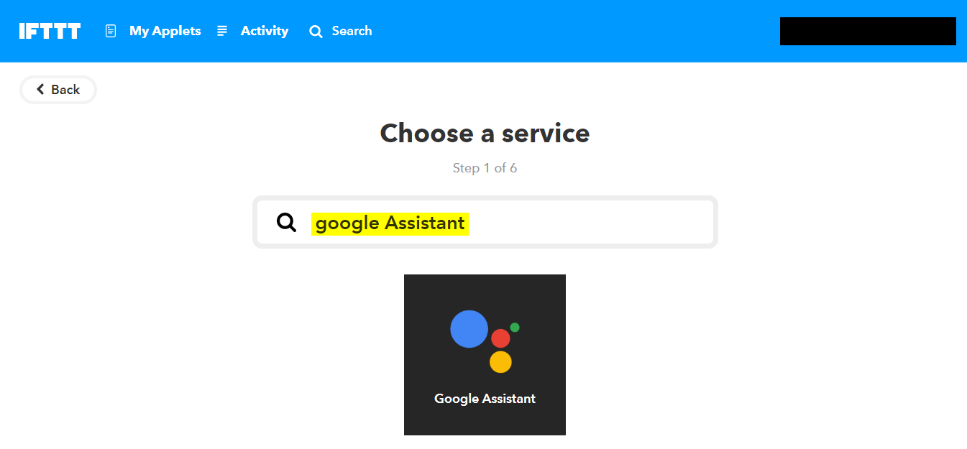 IFTTT My Applets Activity Search
Back
Choose a service
Step 1 of 6
google Assistant
Google Assistant